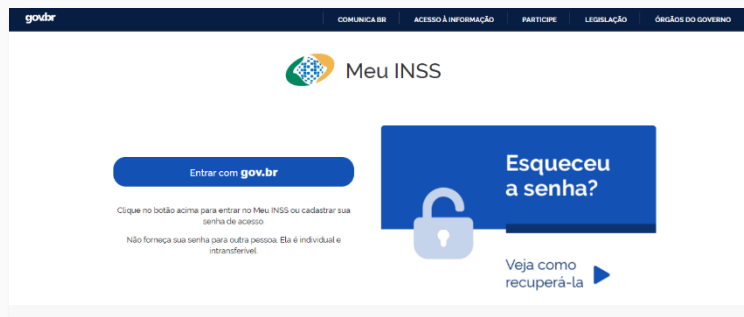 gov.br COMUNICA BR ACESSO À INFORMAÇÃO PARTICIPE LEGISLAÇÃO ÓRGÃOS DO GOVERNO
Meu INSS
Entrar com gov.br
Clique no botão acima para entrar no Meu INSS ou cadastrar sua
senha de acesso
Não forneça sua senha para outra pessoa. Ela é individual e
intransferível.
Esqueceu
a senha?
Veja como
recuperá-la